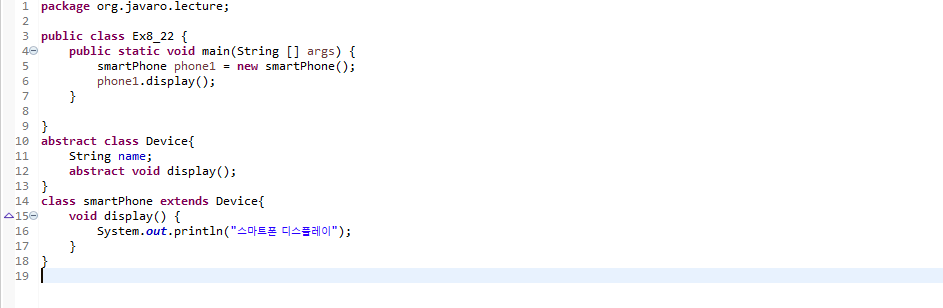 1 package org.javaro.lecture;
2
3 public class Ex8_22 {
4     public static void main(String [] args) {
5         smartPhone phone1 = new smartPhone();
6         phone1.display();
7     }
8
9 }
10 abstract class Device{
11     String name;
12     abstract void display();
13 }
14 class smartPhone extends Device{
15     void display() {
16         System.out.println("스마트폰 디스플레이");
17     }
18 }
19